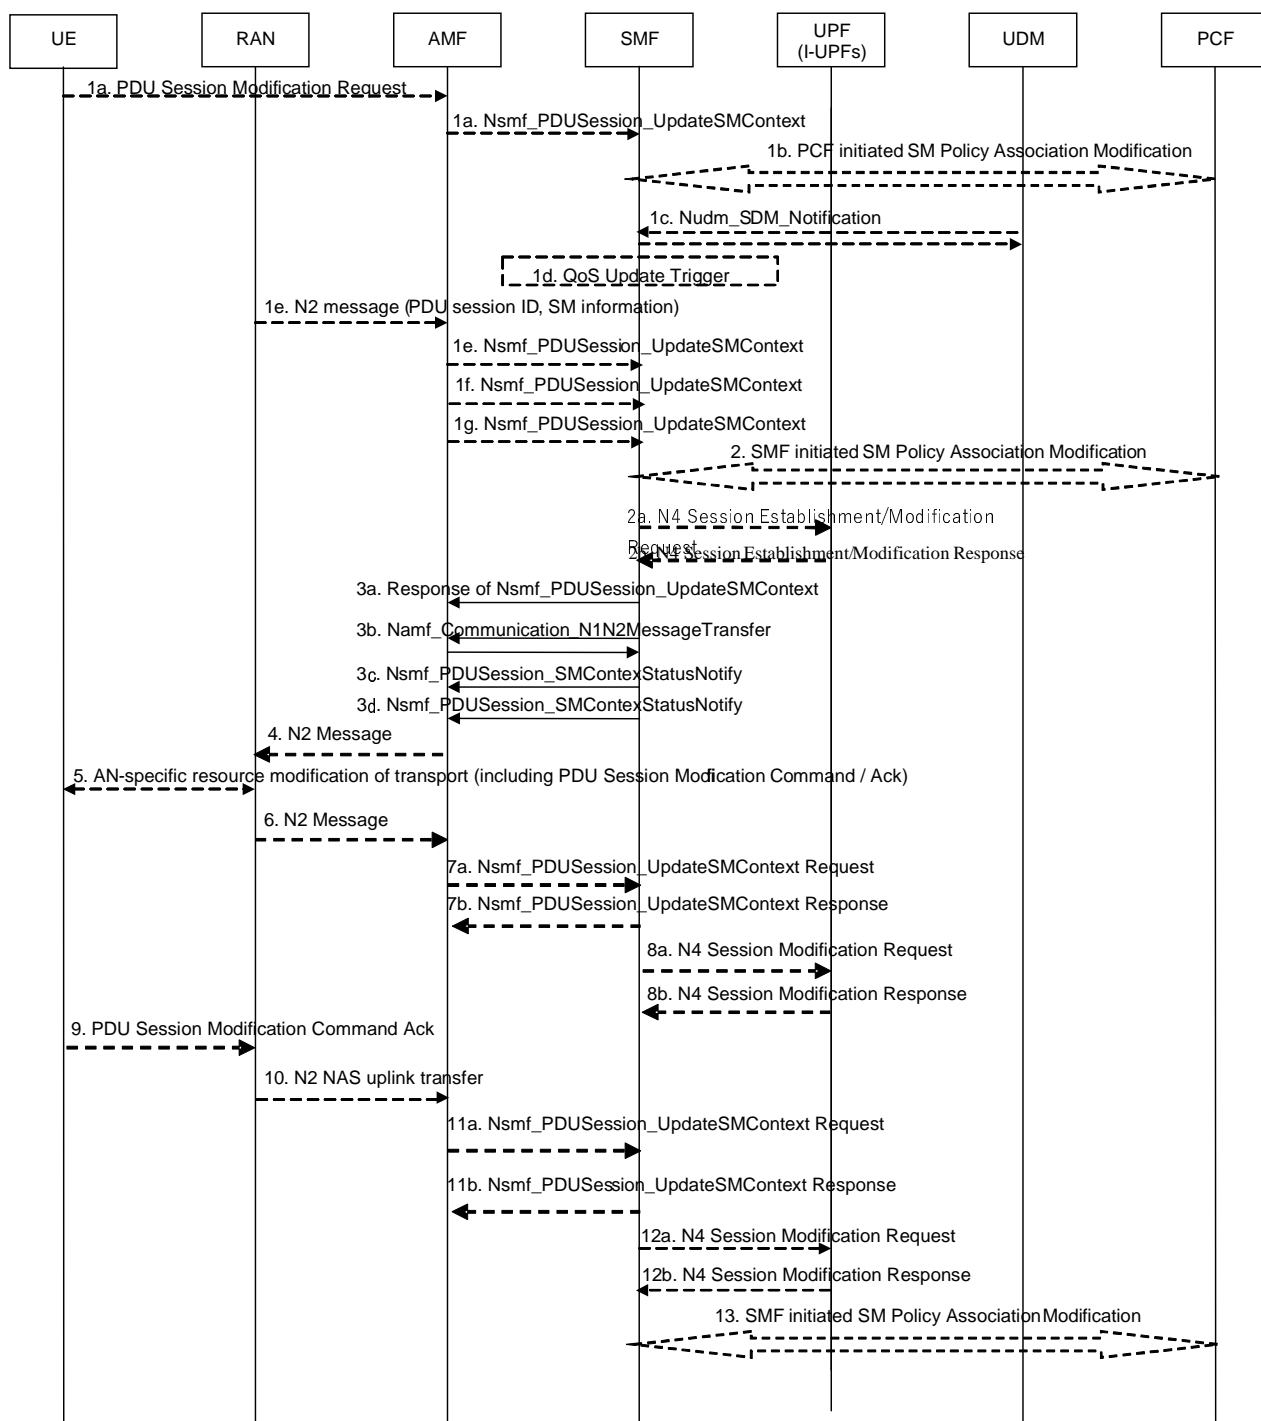 UE
RAN
AMF
SMF
UPF
(I-UPFs)
UDM
PCF
1a. PDU Session Modification Request
1a. Nsmf_PDUSession_UpdateSMContext
1b. PCF initiated SM Policy Association Modification
1c. Nudm_SDM_Notification
1d. QoS Update Trigger
1e. N2 message (PDU session ID, SM information)
1e. Nsmf_PDUSession_UpdateSMContext
1f. Nsmf_PDUSession_UpdateSMContext
1g. Nsmf_PDUSession_UpdateSMContext
2. SMF initiated SM Policy Association Modification
2a. N4 Session Establishment/Modification
Request
2b. N4 Session Establishment/Modification Response
3a. Response of Nsmf_PDUSession_UpdateSMContext
3b. Namf_Communication_N1N2MessageTransfer
3c. Nsmf_PDUSession_SMContexStatusNotify
3d. Nsmf_PDUSession_SMContexStatusNotify
4. N2 Message
5. AN-specific resource modification of transport (including PDU Session Modification Command / Ack)
6. N2 Message
7a. Nsmf_PDUSession_UpdateSMContext Request
7b. Nsmf_PDUSession_UpdateSMContext Response
8a. N4 Session Modification Request
8b. N4 Session Modification Response
9. PDU Session Modification Command Ack
10. N2 NAS uplink transfer
11a. Nsmf_PDUSession_UpdateSMContext Request
11b. Nsmf_PDUSession_UpdateSMContext Response
12a. N4 Session Modification Request
12b. N4 Session Modification Response
13. SMF initiated SM Policy Association Modification